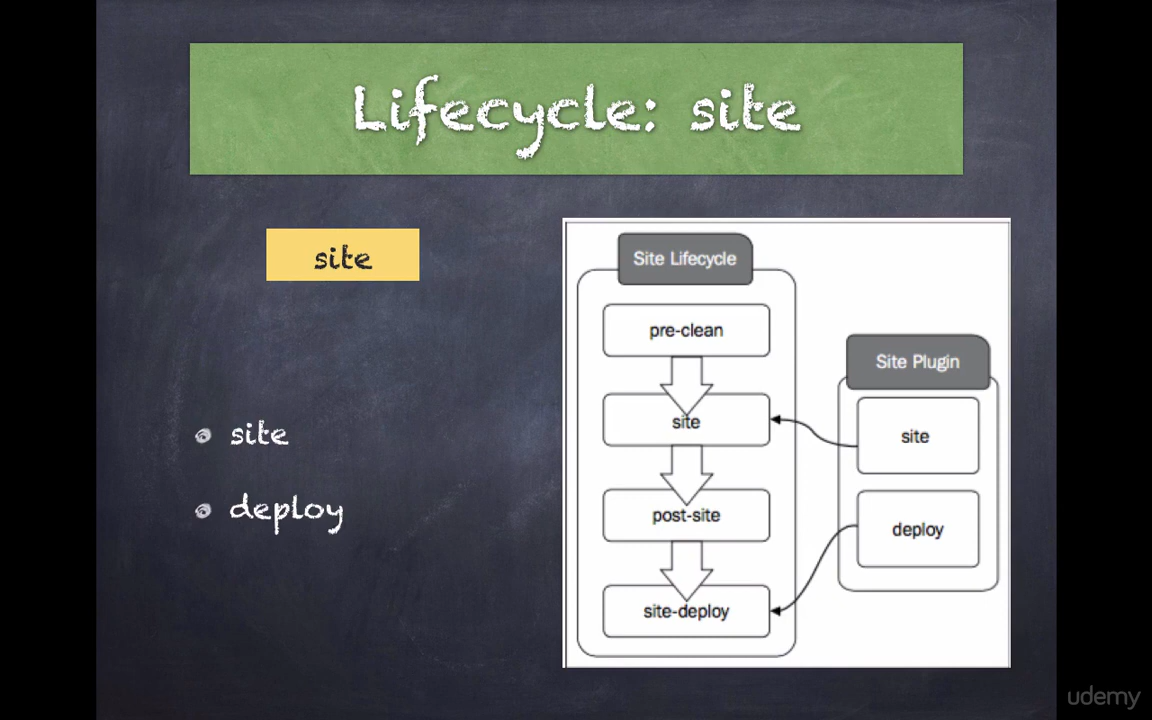 Lifecycle: site
site
site
deploy
Site Lifecycle
pre-clean
site
post-site
site-deploy
Site Plugin
site
deploy
udemy